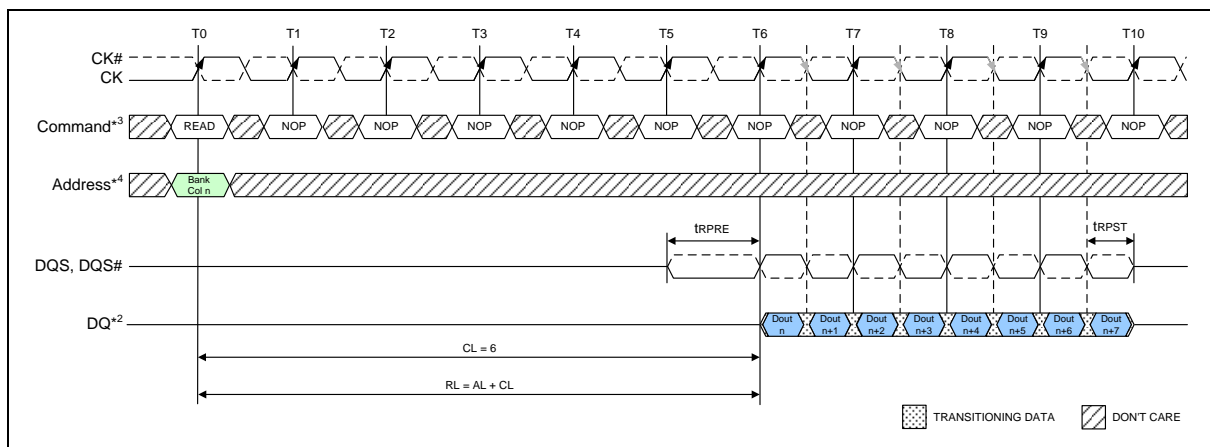 T0 T1 T2 T3 T4 T5 T6 T7 T8 T9 T10
CK#
CK
Command*3 READ NOP NOP NOP NOP NOP NOP NOP NOP NOP NOP
Address*4 Bank Col n
tRPRE tRPST
DQS, DQS#
DQ*2 Dout n Dout n+1 Dout n+2 Dout n+3 Dout n+4 Dout n+5 Dout n+6 Dout n+7
CL = 6
RL = AL + CL
TRANSITIONING DATA DON'T CARE